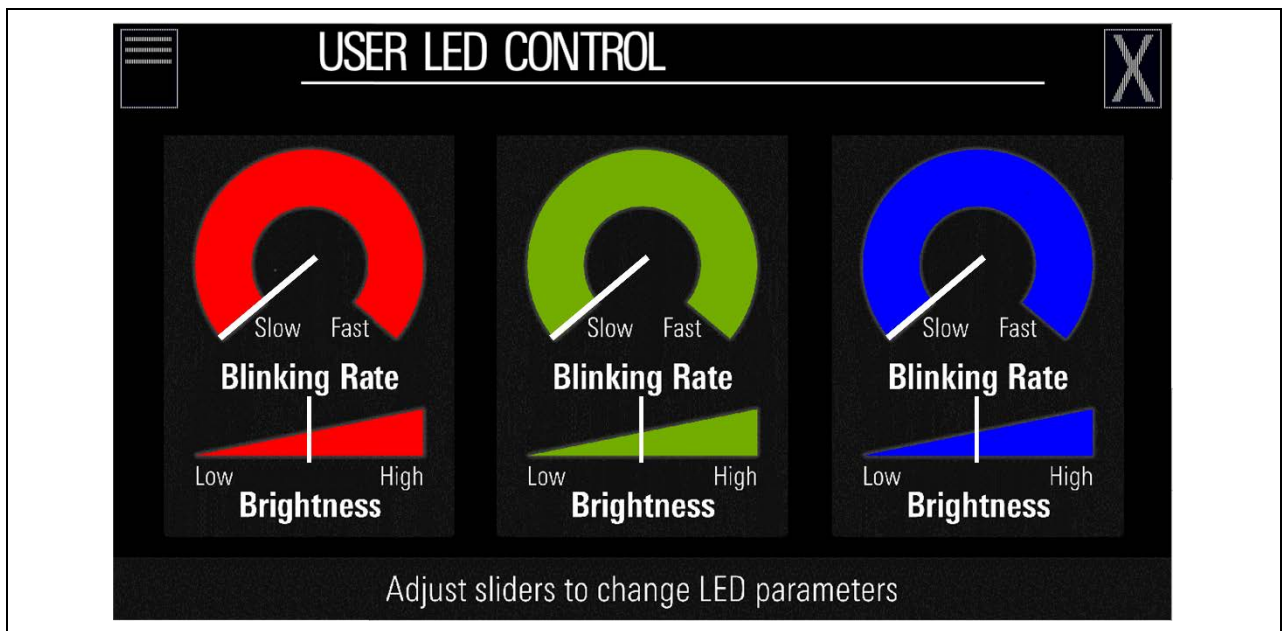 USER LED CONTROL
X
Slow Fast
Blinking Rate
Low High
Brightness
Slow Fast
Blinking Rate
Low High
Brightness
Slow Fast
Blinking Rate
Low High
Brightness
Adjust sliders to change LED parameters